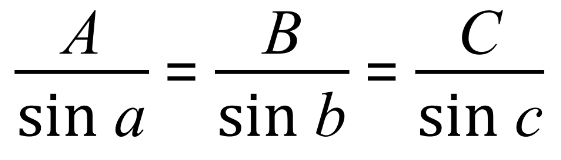 A/sin a = B/sin b = C/sin c